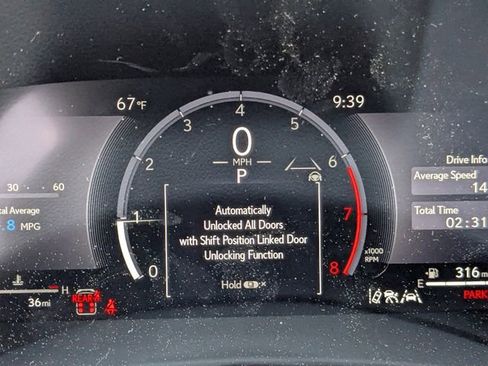 67°F
9:39
4
3
5
2
6
1
7
0
8
0
MPH
P
x1000
RPM
Automatically
Unlocked All Doors
with Shift Position Linked Door
Unlocking Function
Hold
30 60
Average
.8 MPG
Drive Info
Average Speed
14
Total Time
02:31
H
36mi
REAR
E
316 mi
PARK